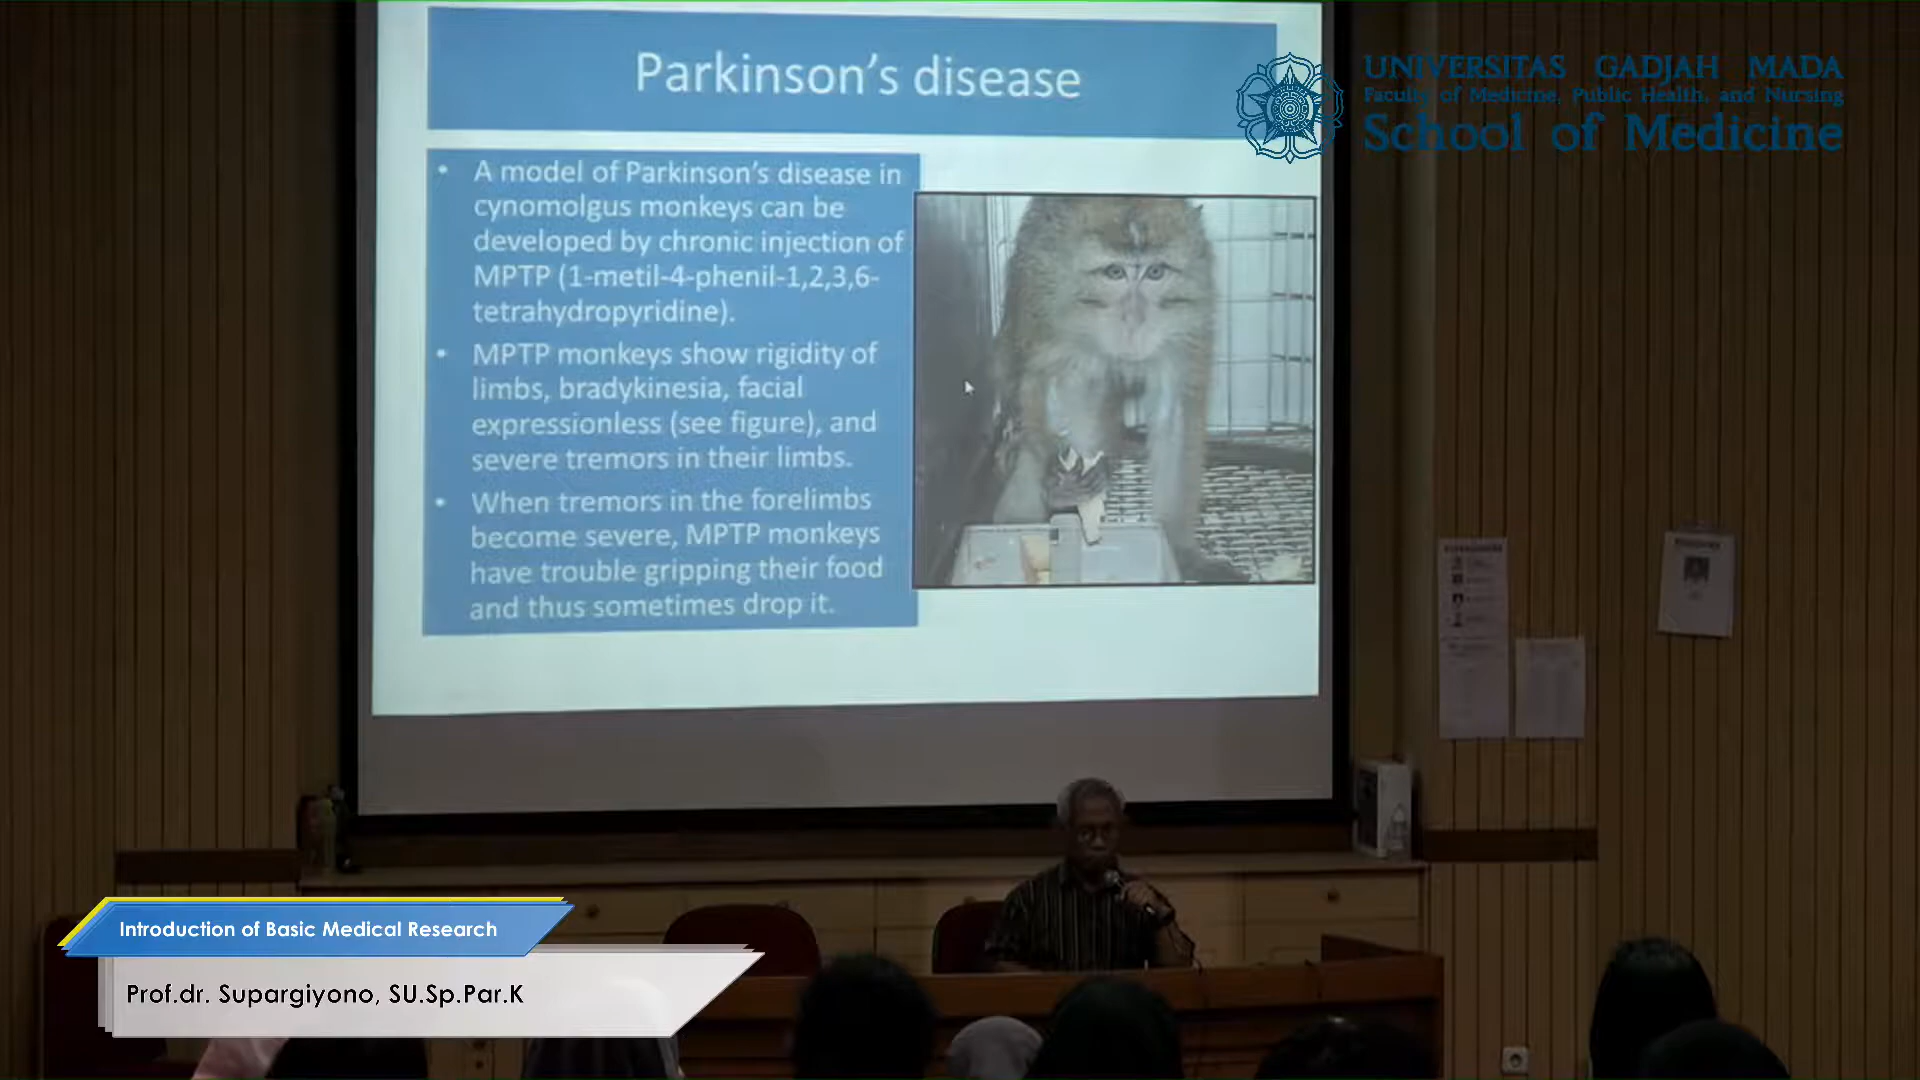 Parkinson's disease
UNIVERSITAS GADJAH MADA
Faculty of Medicine, Public Health, and Nursing
School of Medicine
• A model of Parkinson's disease in
cynomolgus monkeys can be
developed by chronic injection of
MPTP (1-metil-4-phenil-1,2,3,6-
tetrahydropyridine).
• MPTP monkeys show rigidity of
limbs, bradykinesia, facial
expressionless (see figure), and
severe tremors in their limbs.
• When tremors in the forelimbs
become severe, MPTP monkeys
have trouble gripping their food
and thus sometimes drop it.
Introduction of Basic Medical Research
Prof.dr. Supargiyono, SU.Sp.Par.K